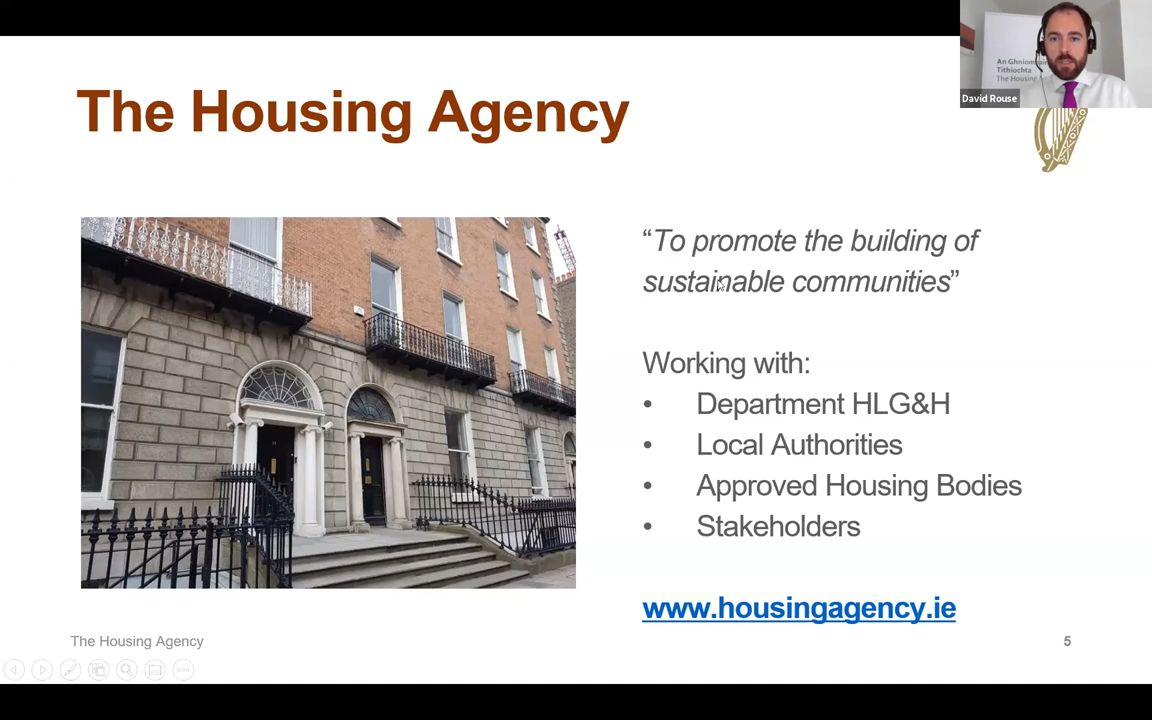 An Ghníomhair
Tithíochta
The Housing A
David Rouse
The Housing Agency
“To promote the building of
sustainable communities”
Working with:
• Department HLG&H
• Local Authorities
• Approved Housing Bodies
• Stakeholders
www.housingagency.ie
The Housing Agency
5